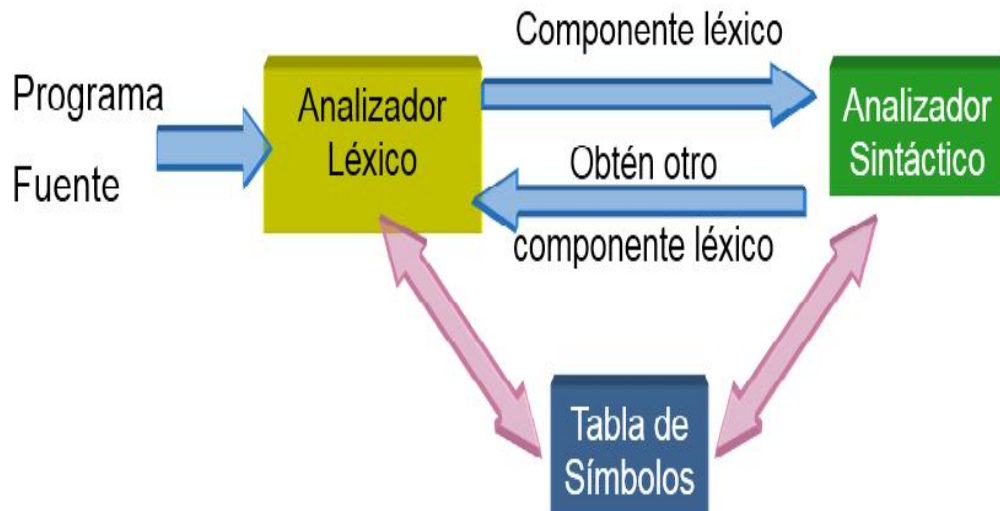 Programa
Fuente
Analizador
Léxico
Componente léxico
Obtén otro
componente léxico
Analizador
Sintáctico
Tabla de
Símbolos